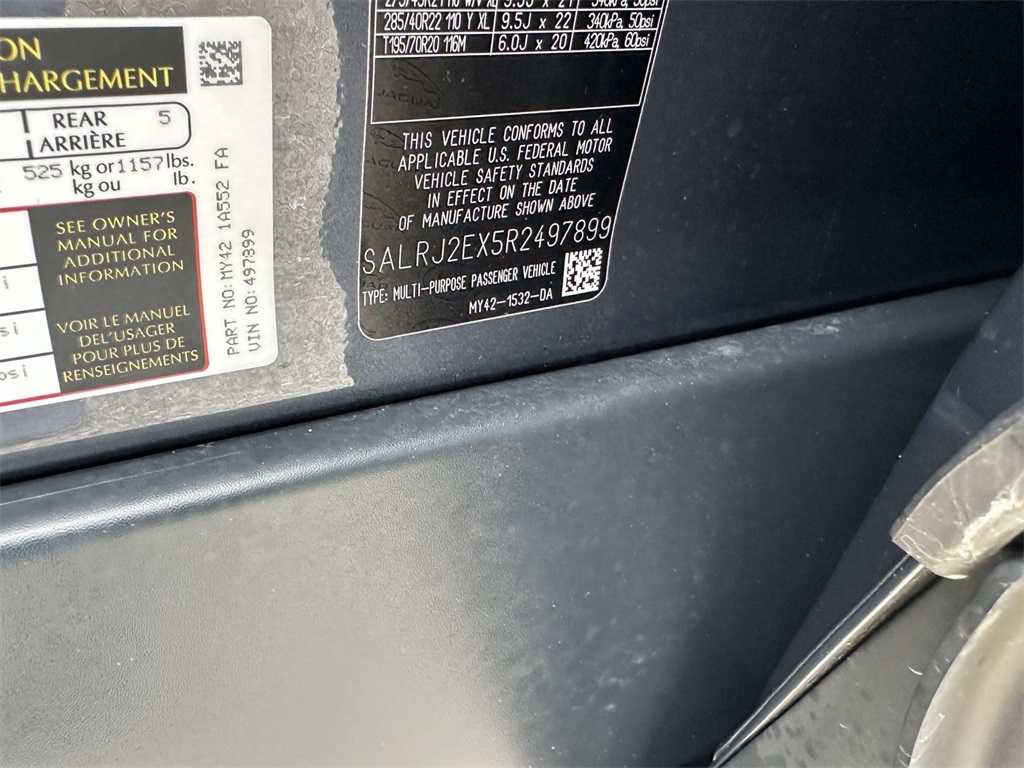 ON
HARGEMENT
REAR 5
ARRIÈRE
525 kg or 1157 lbs.
kg ou lb.
SEE OWNER'S
MANUAL FOR
ADDITIONAL
INFORMATION
VOIR LE MANUEL
DEL'USAGER
POUR PLUS DE
RENSEIGNEMENTS
si
osi
PART NO:MY42 1A552 FA
VIN NO:497899
285/40R22 110 Y XL 9.5J x 22 340kPa, 50psi
T195/70R20 116M 6.0J x 20 420kPa, 60psi
THIS VEHICLE CONFORMS TO ALL
APPLICABLE U.S. FEDERAL MOTOR
VEHICLE SAFETY STANDARDS
IN EFFECT ON THE DATE
OF MANUFACTURE SHOWN ABOVE
SALRJ2EX5R2497899
TYPE: MULTI-PURPOSE PASSENGER VEHICLE
MY42-1532-DA